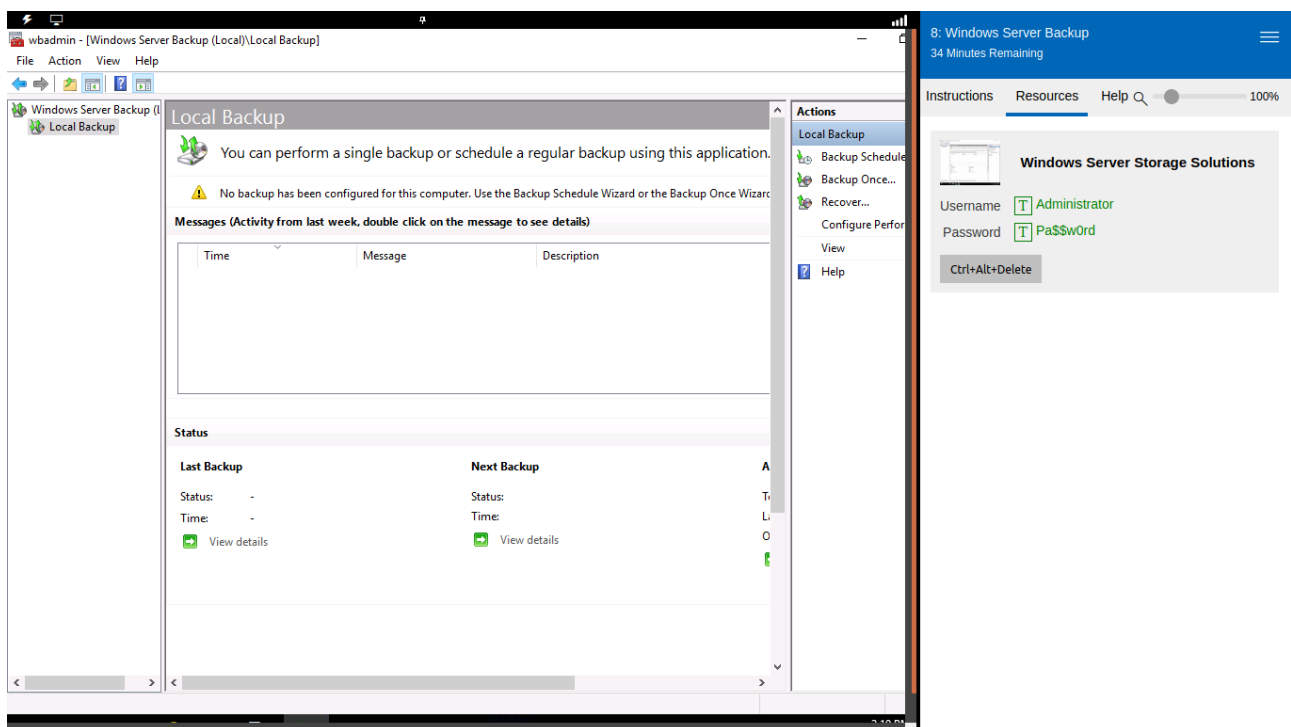 wbadmin - [Windows Server Backup (Local)\Local Backup]
File Action View Help
Windows Server Backup (L
Local Backup
Local Backup
You can perform a single backup or schedule a regular backup using this application.
No backup has been configured for this computer. Use the Backup Schedule Wizard or the Backup Once Wizard
Messages (Activity from last week, double click on the message to see details)
Time Message Description
Status
Last Backup Next Backup A
Status: - Status:
Time: - Time:
View details View details
Actions
Local Backup
Backup Schedule
Backup Once...
Recover...
Configure Perfor
View
Help
8: Windows Server Backup
34 Minutes Remaining
Instructions Resources Help 100%
Windows Server Storage Solutions
Username T Administrator
Password T Pa$$w0rd
Ctrl+Alt+Delete